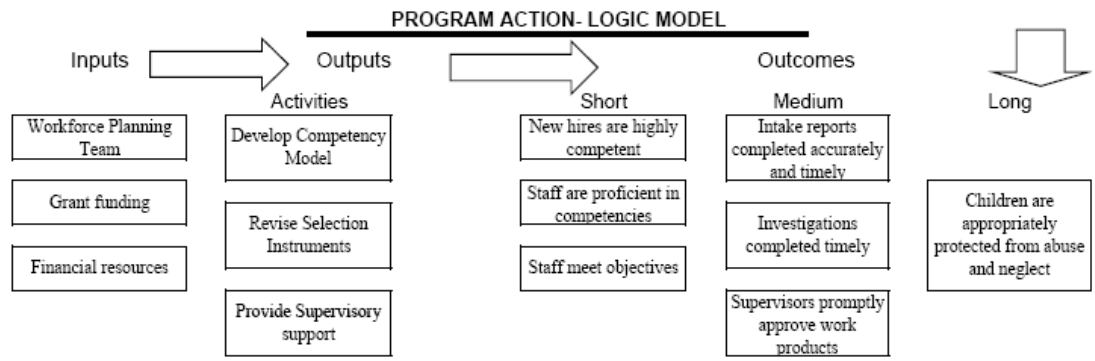 PROGRAM ACTION- LOGIC MODEL
Inputs
Outputs
Outcomes
Activities
Short
Medium
Long
Workforce Planning
Team
Grant funding
Financial resources
Develop Competency
Model
Revise Selection
Instruments
Provide Supervisory
support
New hires are highly
competent
Staff are proficient in
competencies
Staff meet objectives
Intake reports
completed accurately
and timely
Investigations
completed timely
Supervisors promptly
approve work
products
Children are
appropriately
protected from abuse
and neglect